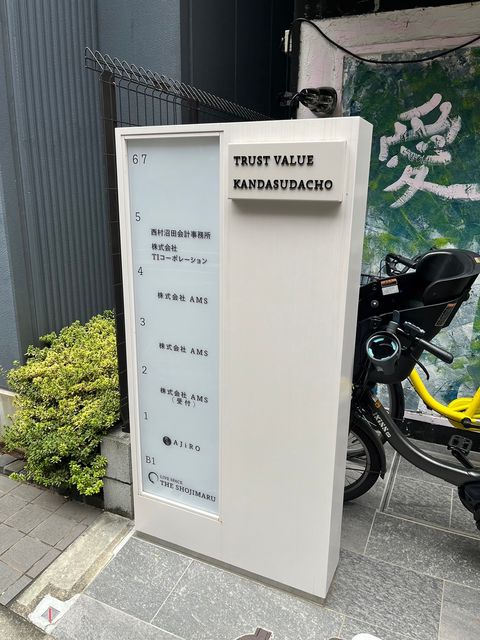 TRUST VALUE
KANDASUDACHO
6 7
5
西村沼田会計事務所
株式会社
T1コーポレーション
4
株式会社 AMS
3
株式会社 AMS
2
株式会社 AMS
(受付)
1
AJiRO
B1
LIVE SPACE
THE SHOJIMARU
愛